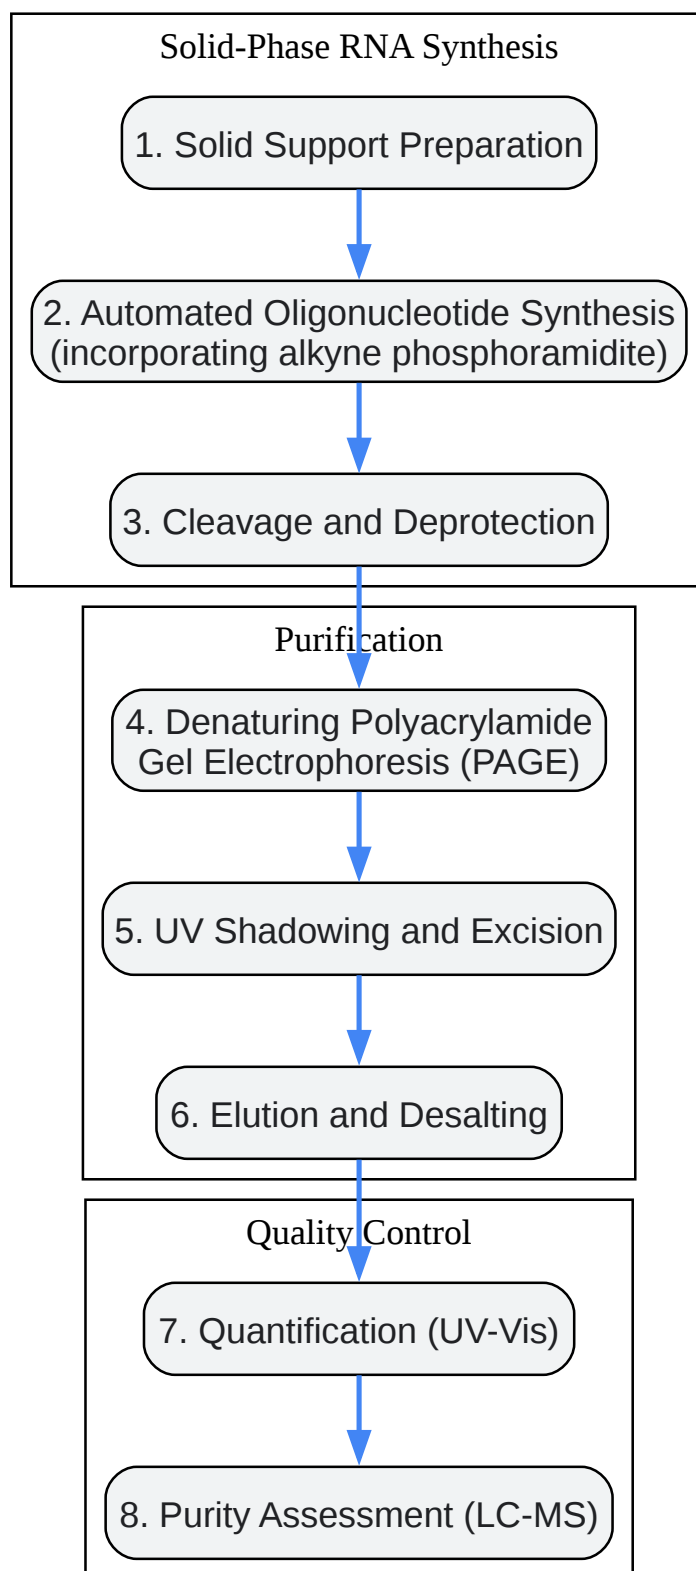 Solid-Phase RNA Synthesis
1. Solid Support Preparation
2. Automated Oligonucleotide Synthesis
(incorporating alkyne phosphoramidite)
3. Cleavage and Deprotection
Purification
4. Denaturing Polyacrylamide
Gel Electrophoresis (PAGE)
5. UV Shadowing and Excision
6. Elution and Desalting
Quality Control
7. Quantification (UV-Vis)
8. Purity Assessment (LC-MS)